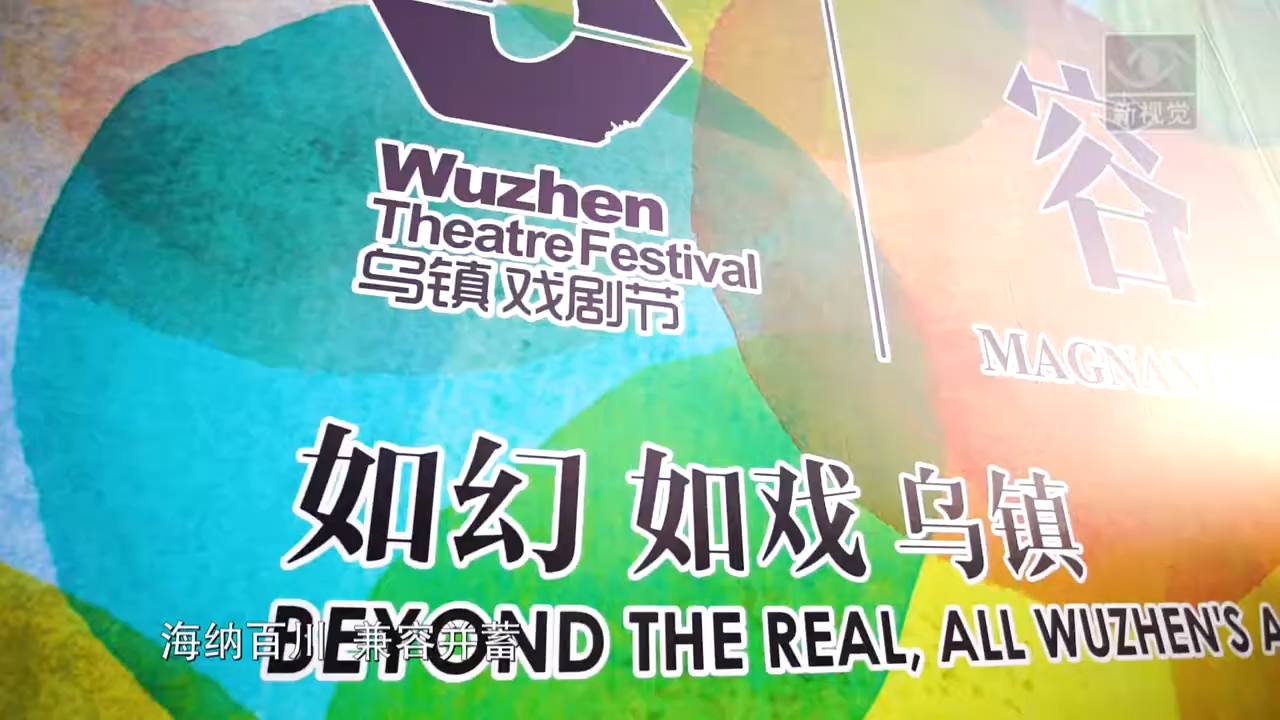 新视觉
容
Wuzhen
Theatre Festival
乌镇戏剧节
如幻 如戏 乌镇
BEYOND THE REAL, ALL WUZHEN'S A
海纳百川 兼容并蓄